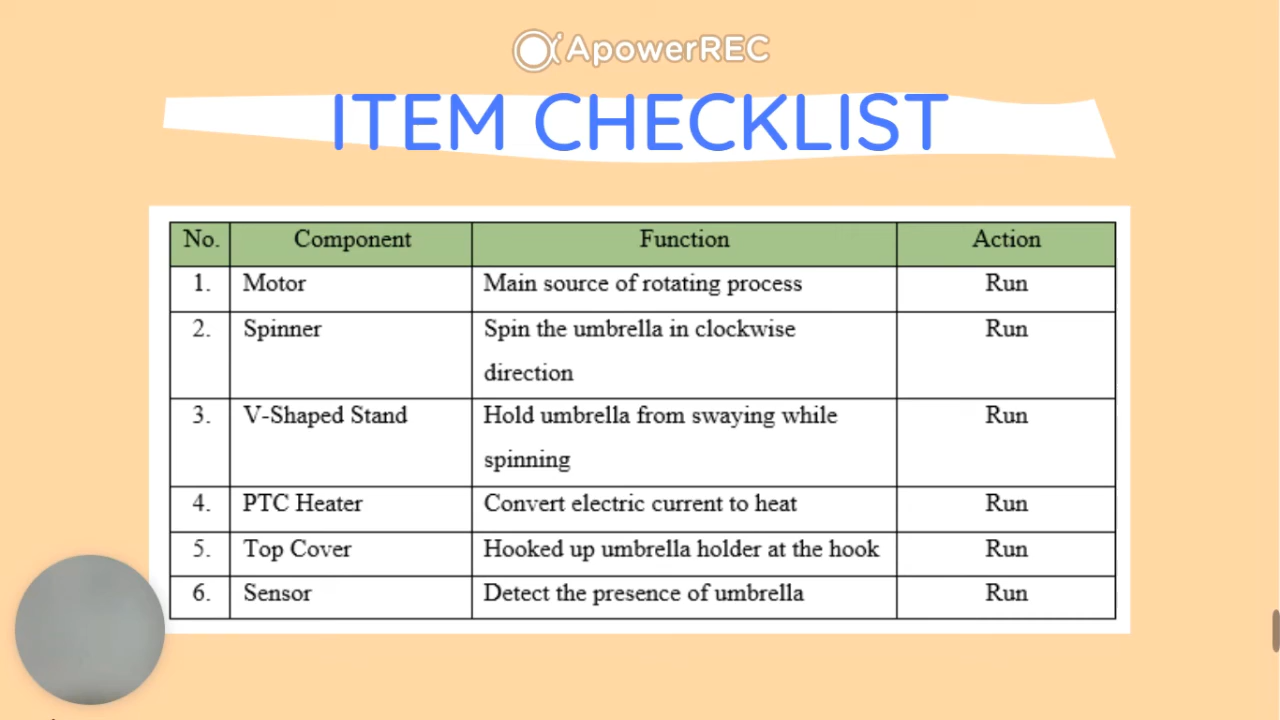 ApowerREC
ITEM CHECKLIST
No. Component Function Action
1. Motor Main source of rotating process Run
2. Spinner Spin the umbrella in clockwise Run
direction
3. V-Shaped Stand Hold umbrella from swaying while Run
spinning
4. PTC Heater Convert electric current to heat Run
5. Top Cover Hooked up umbrella holder at the hook Run
6. Sensor Detect the presence of umbrella Run